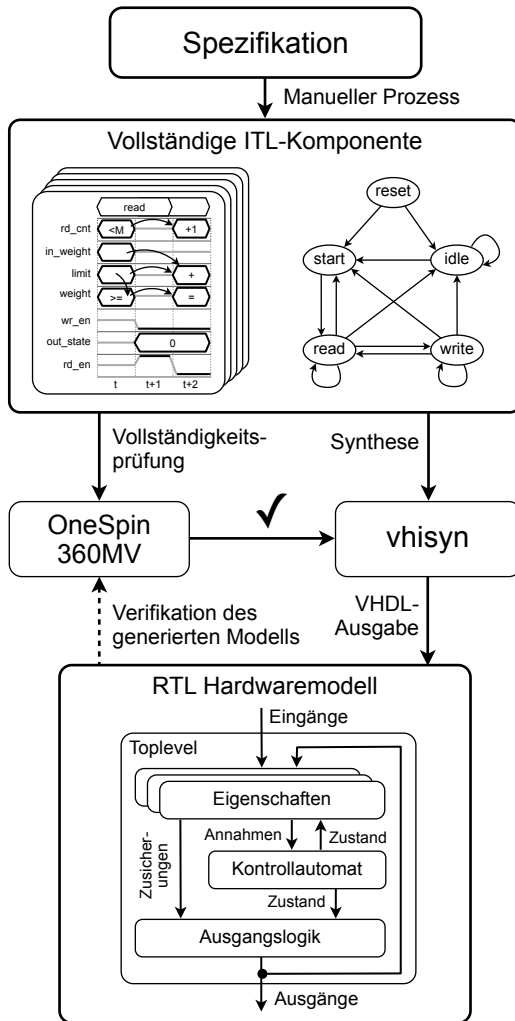 Spezifikation
Manueller Prozess
Vollständige ITL-Komponente
read
rd_cnt <M +1
in_weight
limit +
weight >= =
wr_en
out_state 0
rd_en
t t+1 t+2
reset
start idle
read write
Vollständigkeits-
prüfung
Synthese
OneSpin
360MV
vhisyn
Verifikation des
generierten Modells
VHDL-
Ausgabe
RTL Hardwaremodell
Eingänge
Toplevel
Eigenschaften
Zusicher-
ungen
Annahmen Zustand
Kontrollautomat
Zustand
Ausgangslogik
Ausgänge